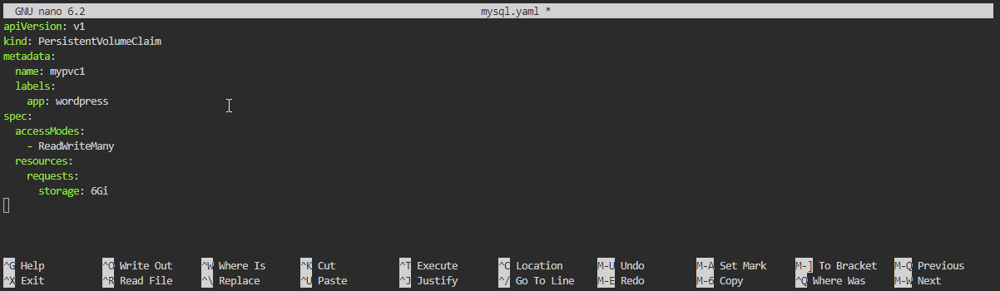 GNU nano 6.2 mysql.yaml *
apiVersion: v1
kind: PersistentVolumeClaim
metadata:
  name: mypvc1
  labels:
    app: wordpress
spec:
  accessModes:
    - ReadWriteMany
  resources:
    requests:
      storage: 6Gi
^G Help ^O Write Out ^W Where Is ^K Cut ^T Execute ^C Location M-U Undo M-A Set Mark M-] To Bracket M-Q Previous
^X Exit ^R Read File ^\ Replace ^U Paste ^J Justify ^/ Go To Line M-E Redo M-6 Copy ^Q Where Was M-W Next